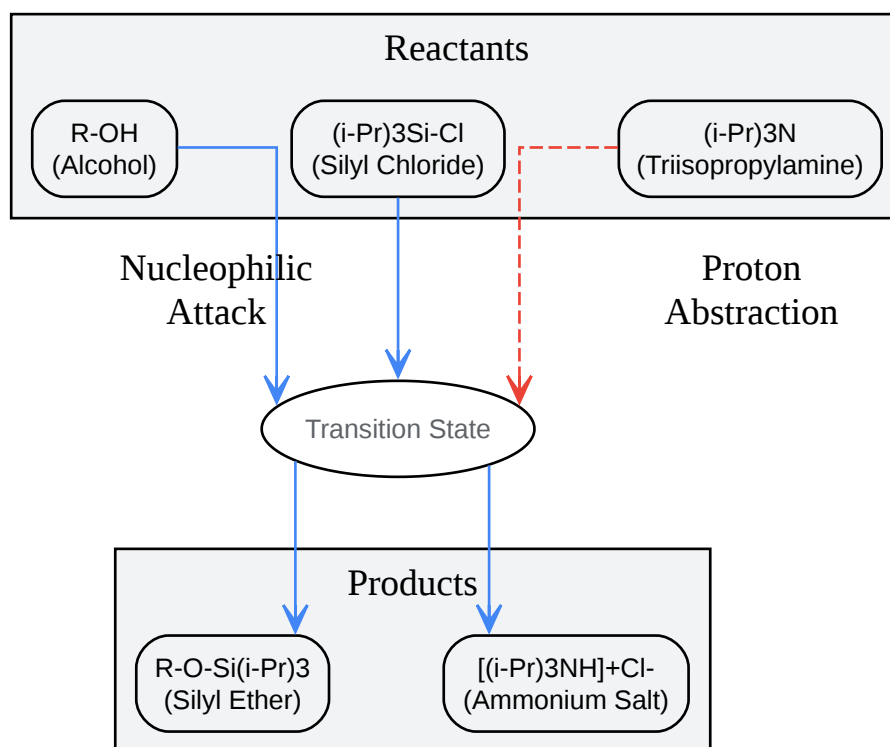 Reactants
R-OH
(Alcohol)
(i-Pr)3Si-Cl
(Silyl Chloride)
(i-Pr)3N
(Triisopropylamine)
Nucleophilic
Attack
Proton
Abstraction
Transition State
Products
R-O-Si(i-Pr)3
(Silyl Ether)
[(i-Pr)3NH]+Cl-
(Ammonium Salt)